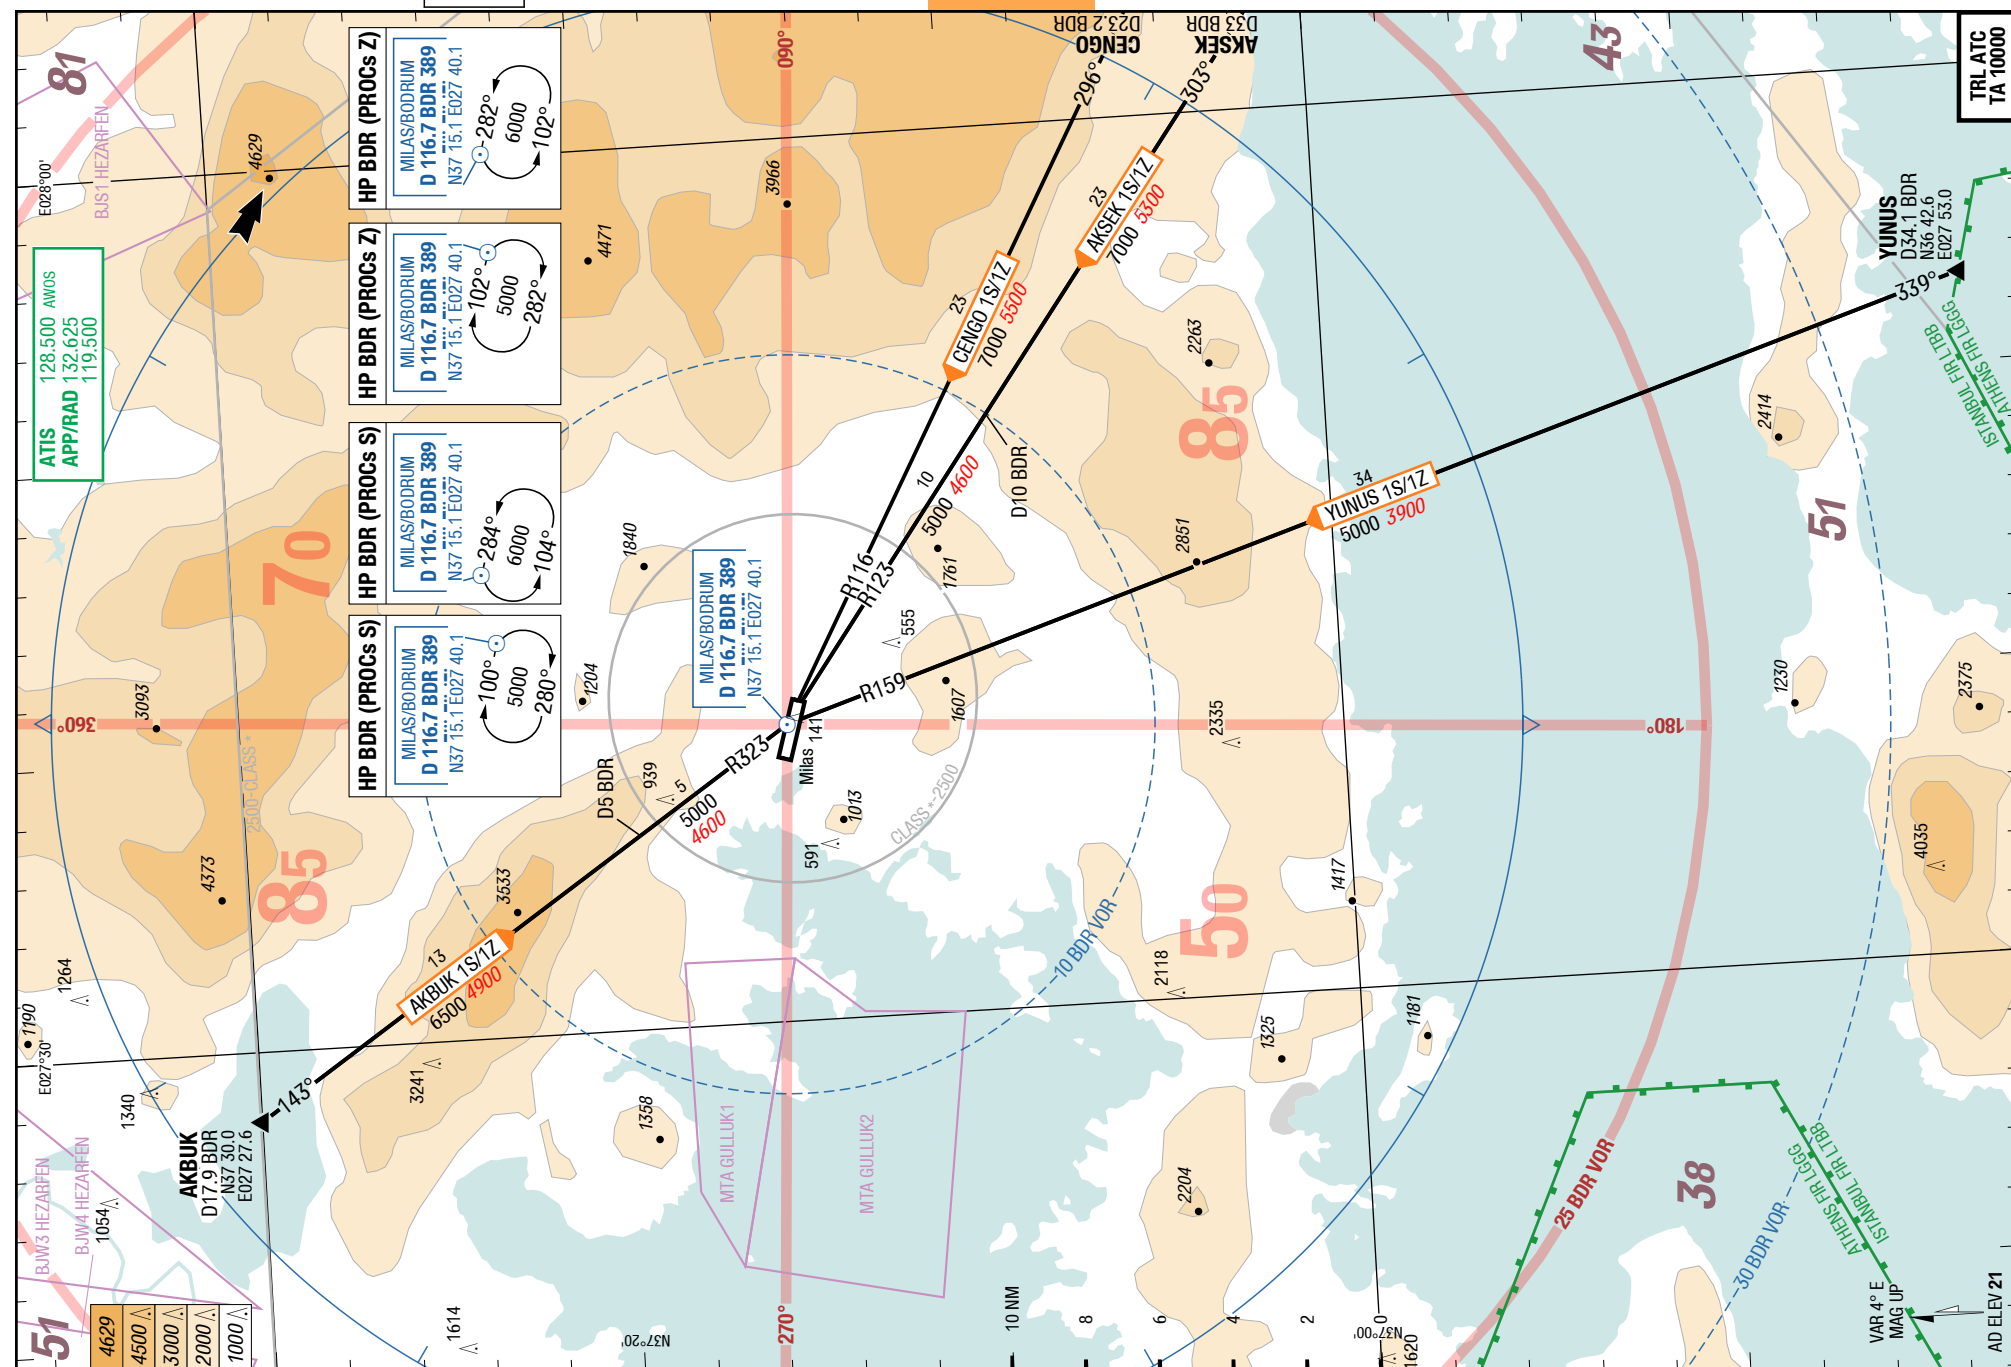 TRL ATC
TA 10000
ATIS 128.500 AWOS
APP/RAD 132.625
119.500
HP BDR (PROCs S)
MILAS/BODRUM
D 116.7 BDR 389
N37 15.1 E027 40.1
100°
5000
280°
HP BDR (PROCs S)
MILAS/BODRUM
D 116.7 BDR 389
N37 15.1 E027 40.1
284°
6000
104°
HP BDR (PROCs Z)
MILAS/BODRUM
D 116.7 BDR 389
N37 15.1 E027 40.1
102°
5000
282°
HP BDR (PROCs Z)
MILAS/BODRUM
D 116.7 BDR 389
N37 15.1 E027 40.1
282°
6000
102°
MILAS/BODRUM
D 116.7 BDR 389
N37 15.1 E027 40.1
Milas
141
AKBUK
D17.9 BDR
N37 30.0
E027 27.6
143°
13
AKBUK 1S/1Z
6500 4900
D5 BDR
5
5000
4600
R323
CENGO
D23.2 BDR
296°
23
CENGO 1S/1Z
7000 5500
R116
AKSEK
D33 BDR
303°
23
AKSEK 1S/1Z
7000 5300
D10 BDR
10
5000 4600
R123
YUNUS
D34.1 BDR
N36 42.6
E027 53.0
339°
34
YUNUS 1S/1Z
5000 3900
R159
360°
090°
180°
270°
81
43
70
85
85
50
51
51
38
E028°00'
E027°30'
N37°20'
N37°00'
BJS1 HEZARFEN
BJW3 HEZARFEN
BJW4 HEZARFEN
MTA GULLUK1
MTA GULLUK2
2500-CLASS *
CLASS *-2500
10 BDR VOR
25 BDR VOR
30 BDR VOR
ISTANBUL FIR LTBB
ATHENS FIR LGGG
ATHENS FIR LGGG
ISTANBUL FIR LTBB
4629
3966
4471
3093
4373
1840
1204
939
3533
1264
1190
1340
3241
1358
1054
1614
591
1013
555
1761
1607
2263
2851
2335
2414
1230
2375
4035
1417
2118
1325
1181
2204
1620
4629
4500
3000
2000
1000
10 NM
8
6
4
2
0
VAR 4° E
MAG UP
AD ELEV 21